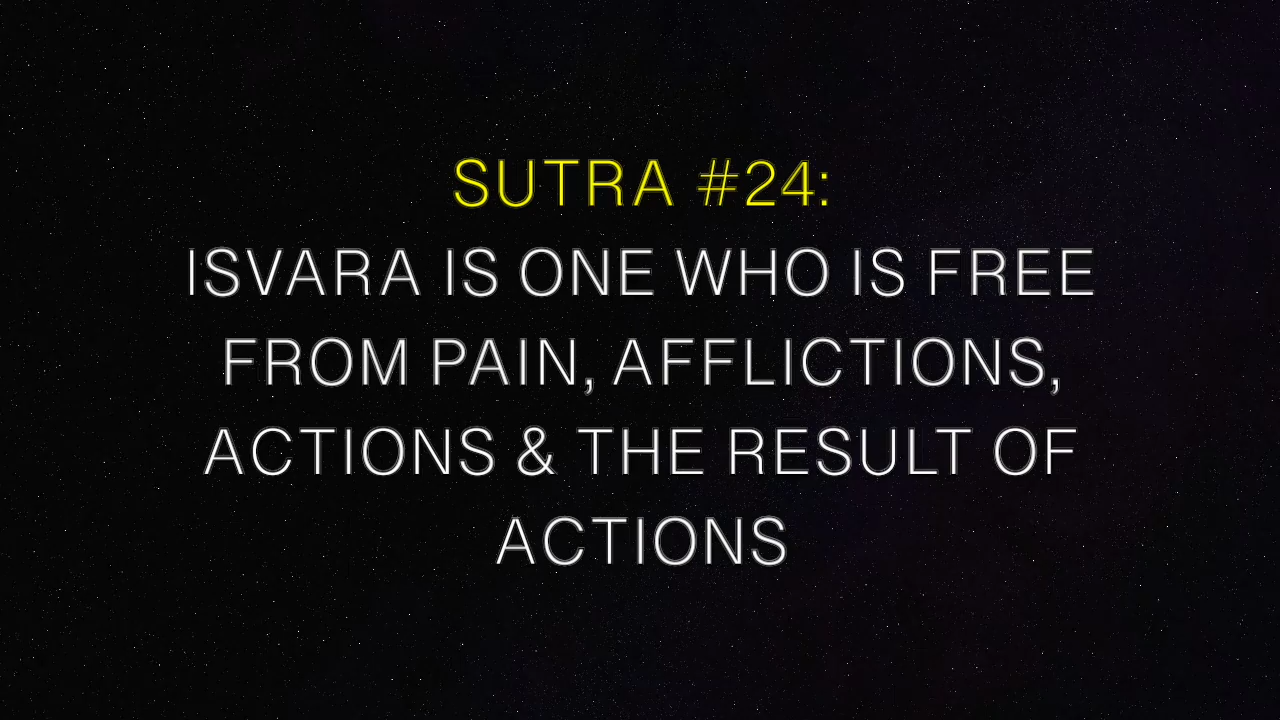 SUTRA #24:
ISVARA IS ONE WHO IS FREE
FROM PAIN, AFFLICTIONS,
ACTIONS & THE RESULT OF
ACTIONS